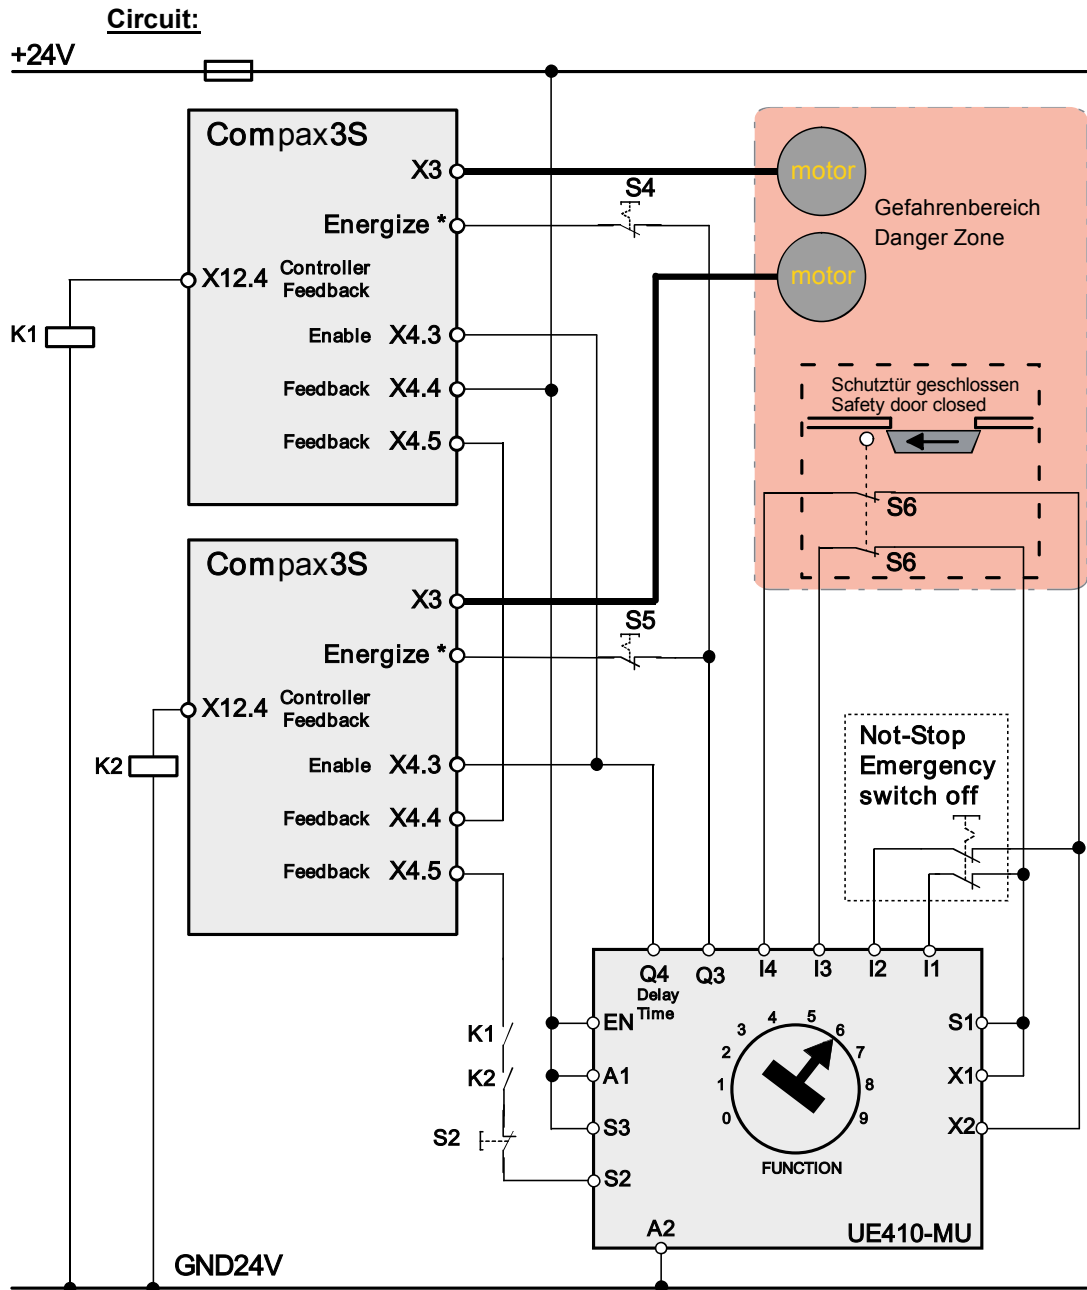 Circuit:
+24V
Compax3S
X3
Energize *
X12.4
Controller
Feedback
Enable X4.3
Feedback X4.4
Feedback X4.5
K1
S4
motor
motor
Gefahrenbereich
Danger Zone
Schutztür geschlossen
Safety door closed
S6
S6
Compax3S
X3
Energize *
X12.4
Controller
Feedback
Enable X4.3
Feedback X4.4
Feedback X4.5
K2
S5
Not-Stop
Emergency
switch off
Q4
Delay
Time
Q3
I4
I3
I2
I1
K1
K2
S2
EN
A1
S3
S2
0
1
2
3
4
5
6
7
8
9
FUNCTION
S1
X1
X2
A2
UE410-MU
GND24V